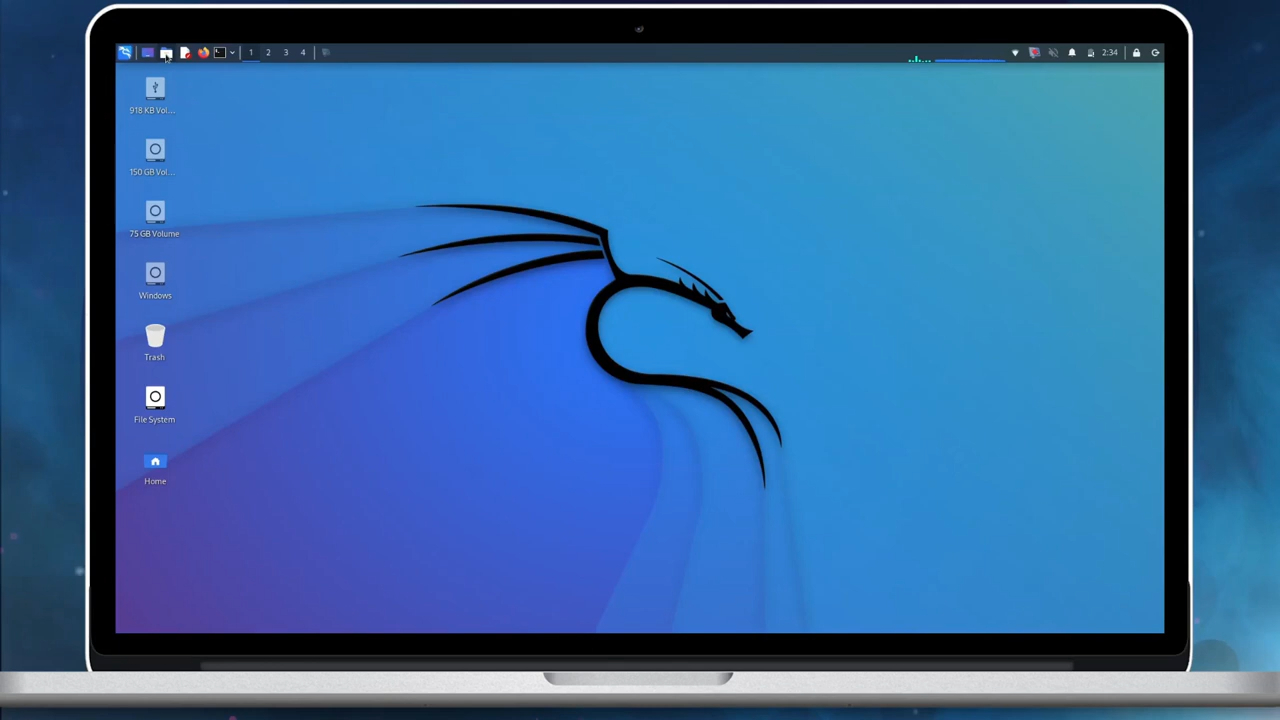 1 2 3 4
2:34
918 KB Vol...
150 GB Vol...
75 GB Volume
Windows
Trash
File System
Home